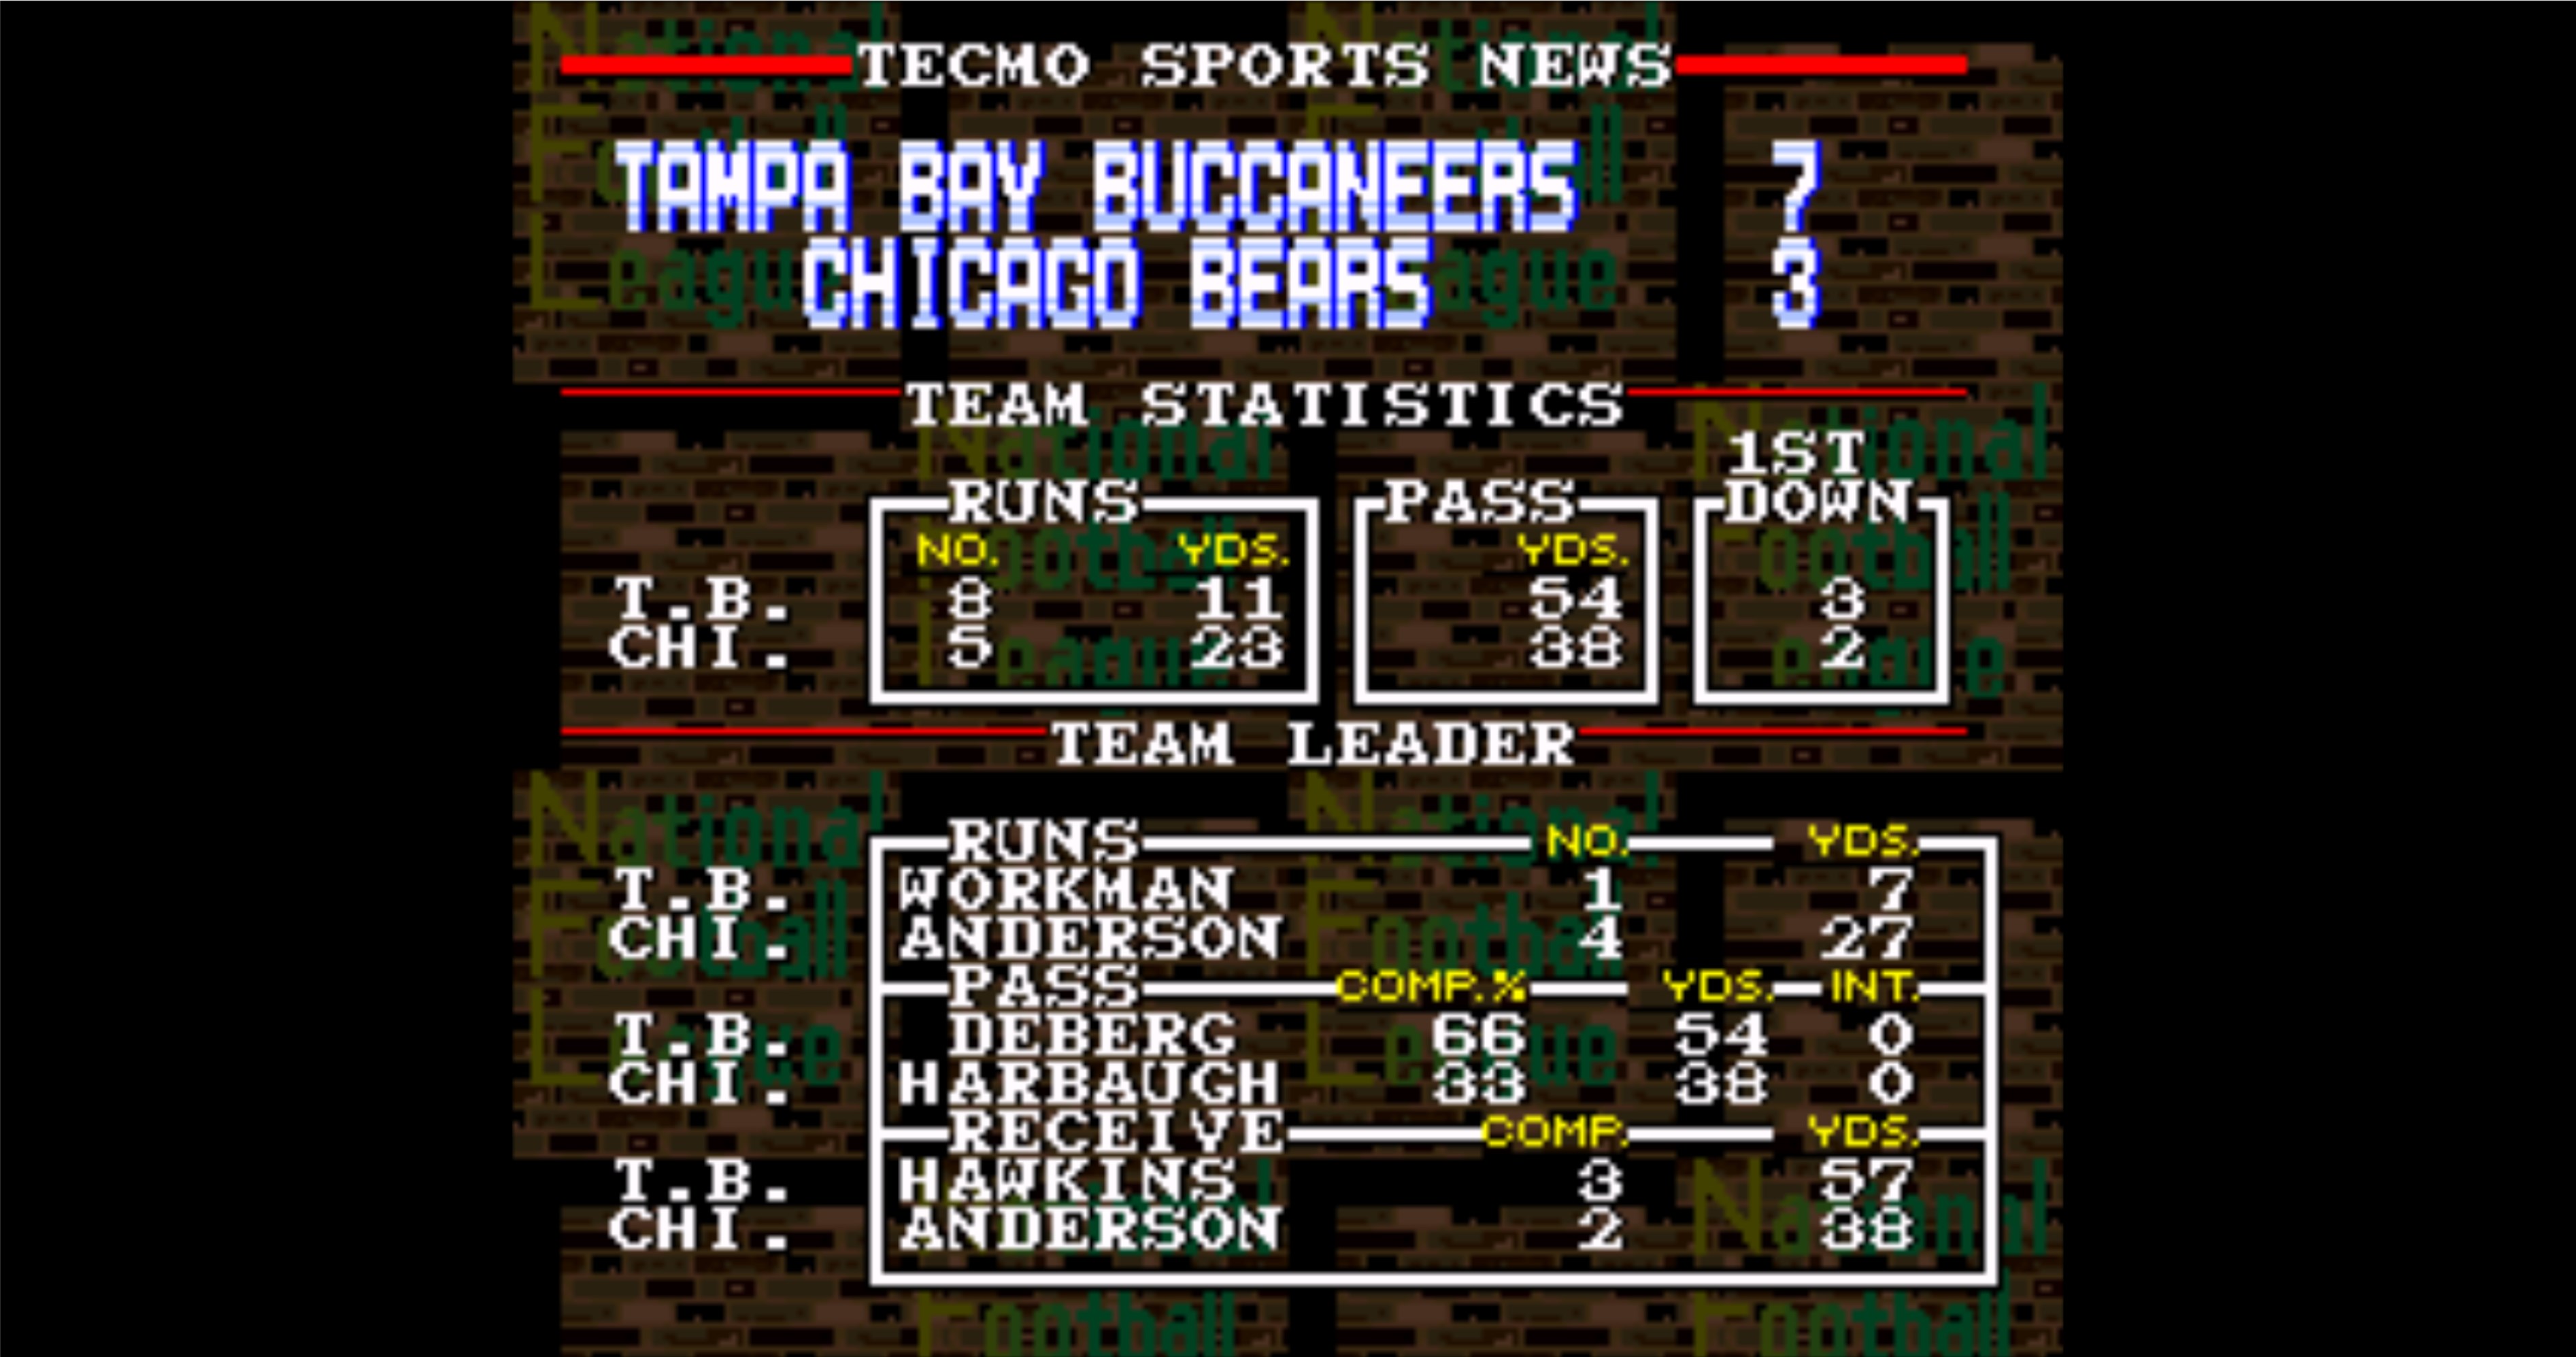 TECMO SPORTS NEWS
TAMPA BAY BUCCANEERS 7
CHICAGO BEARS 3
TEAM STATISTICS
1ST
RUNS PASS DOWN
NO. YDS. YDS.
T.B. 8 11 54 3
CHI. 5 23 38 2
TEAM LEADER
RUNS NO. YDS.
T.B. WORKMAN 1 7
CHI. ANDERSON 4 27
PASS COMP.% YDS. INT.
T.B. DEBERG 66 54 0
CHI. HARBAUGH 33 38 0
RECEIVE COMP. YDS.
T.B. HAWKINS 3 57
CHI. ANDERSON 2 38